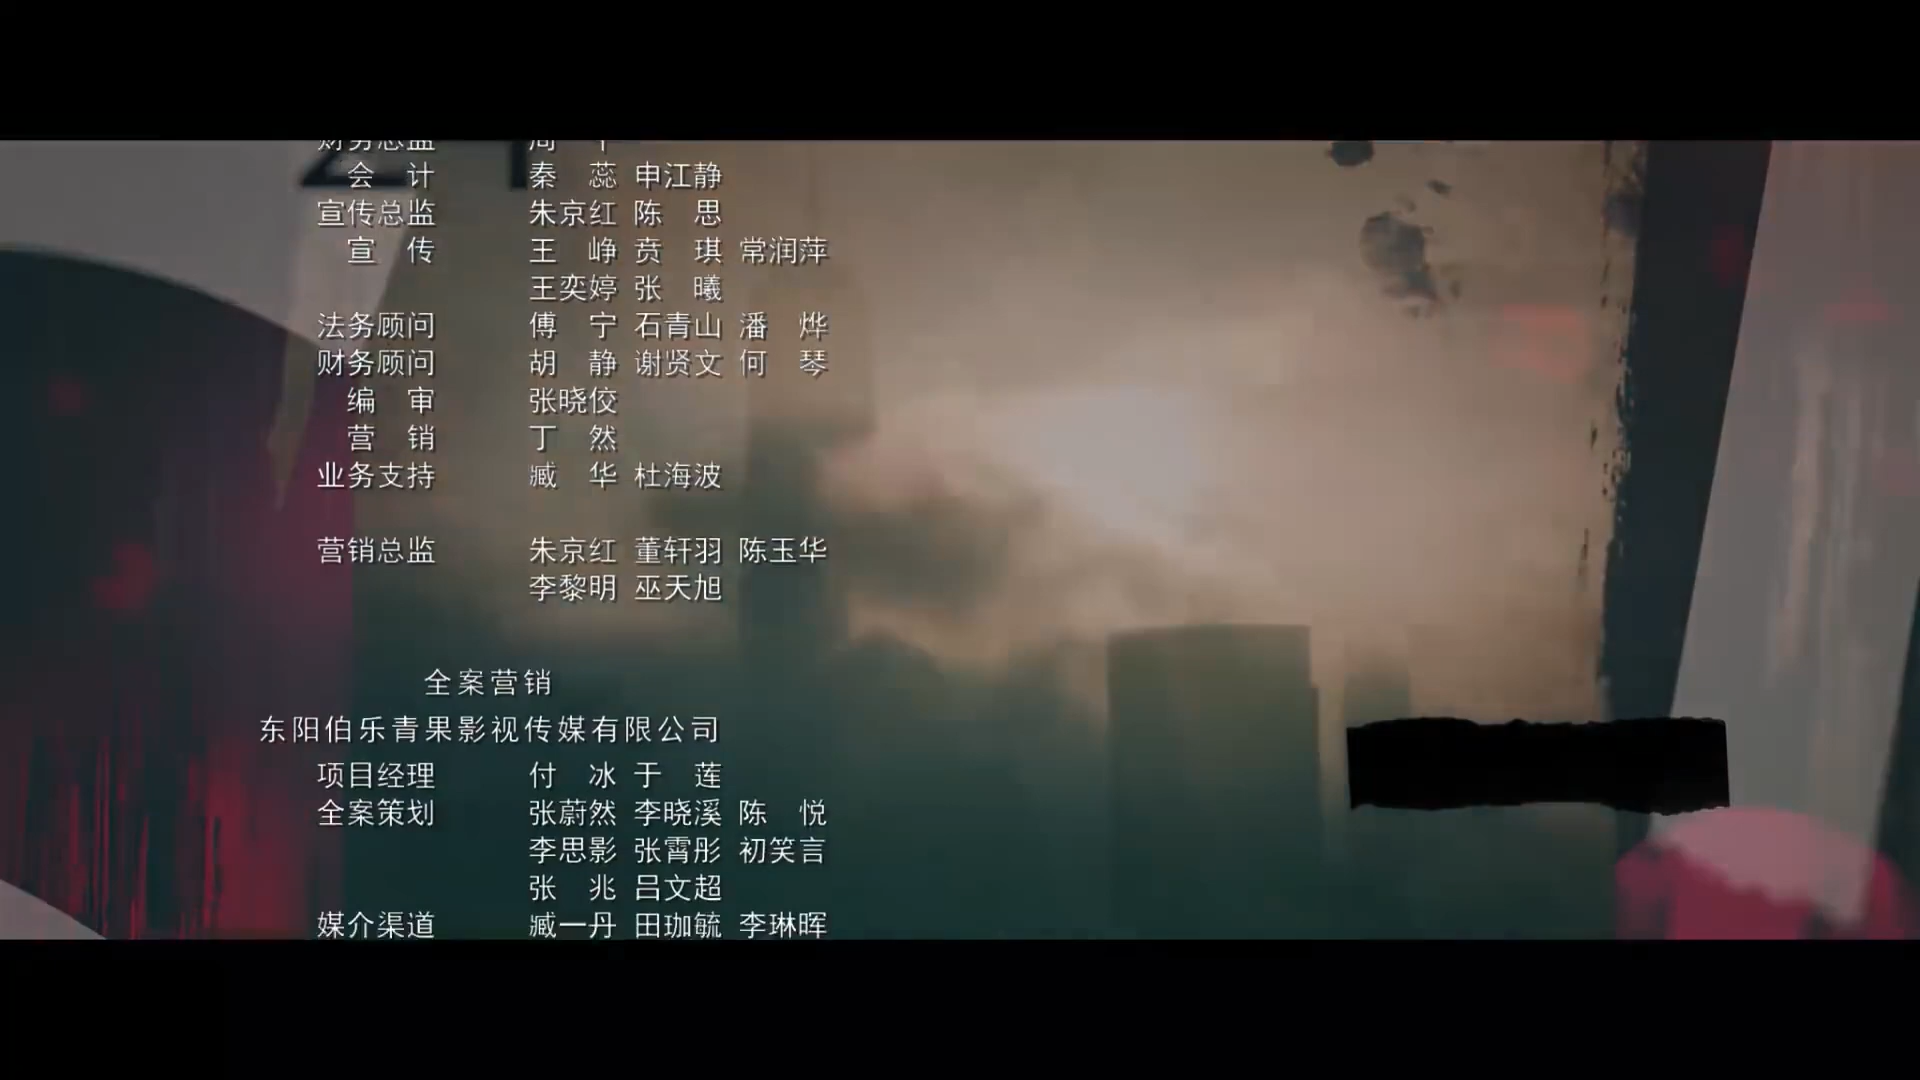 财务总监
会 计 秦 蕊 申江静
宣传总监 朱京红 陈 思
宣 传 王 峥 贲 琪 常润萍
王奕婷 张 曦
法务顾问 傅 宁 石青山 潘 烨
财务顾问 胡 静 谢贤文 何 琴
编 审 张晓佼
营 销 丁 然
业务支持 臧 华 杜海波
营销总监 朱京红 董轩羽 陈玉华
李黎明 巫天旭
全案营销
东阳伯乐青果影视传媒有限公司
项目经理 付 冰 于 莲
全案策划 张蔚然 李晓溪 陈 悦
李思影 张霄彤 初笑言
张 兆 吕文超
媒介渠道 臧一丹 田珈毓 李琳晖